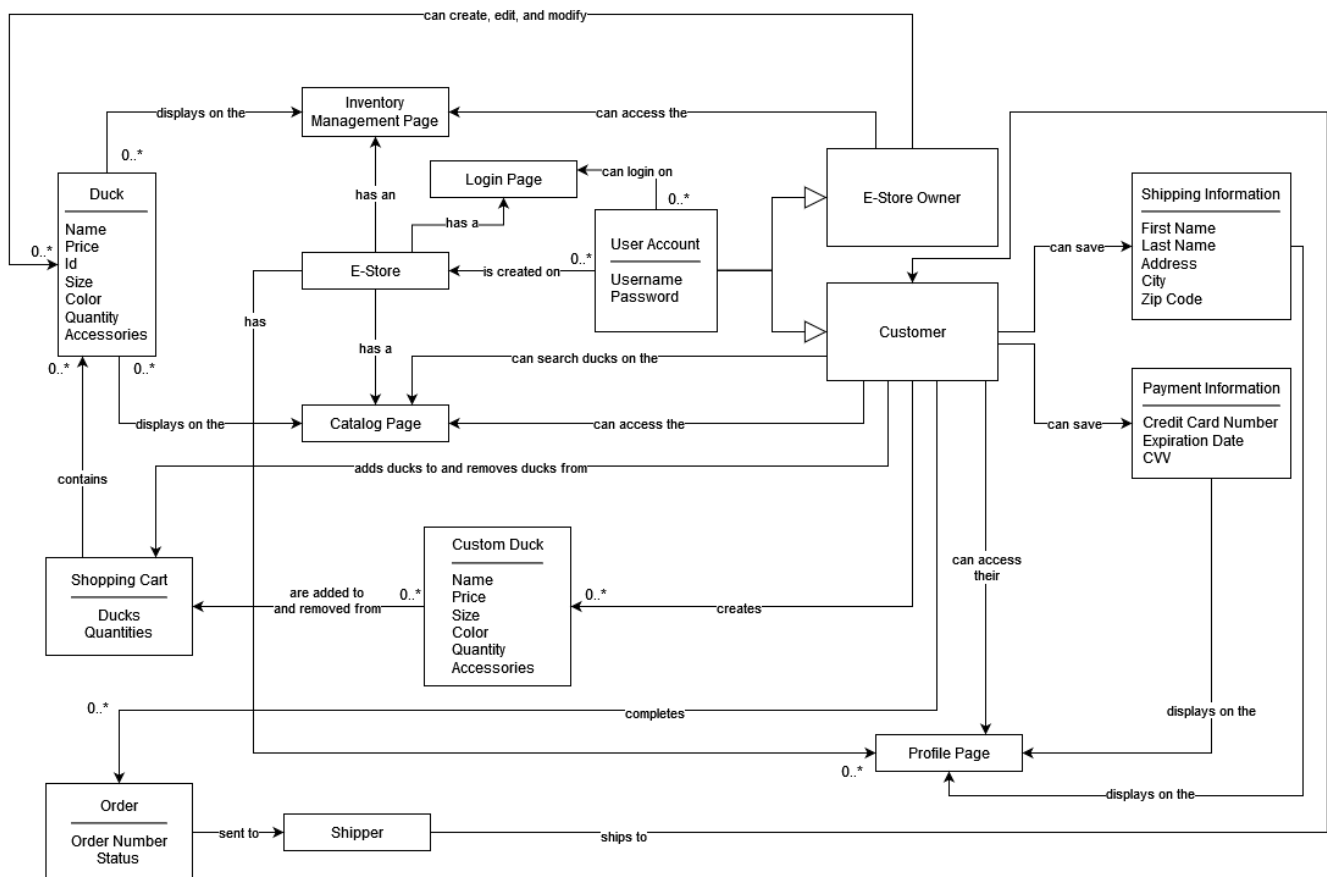 can create, edit, and modify
displays on the
Inventory
Management Page
can access the
0..*
Duck
Name
Price
Id
Size
Color
Quantity
Accessories
0..*
0..*
0..*
has an
Login Page
can login on
0..*
has a
E-Store
is created on
0..*
User Account
Username
Password
E-Store Owner
Customer
can save
Shipping Information
First Name
Last Name
Address
City
Zip Code
has
has a
can search ducks on the
displays on the
Catalog Page
can access the
can save
Payment Information
Credit Card Number
Expiration Date
CVV
adds ducks to and removes ducks from
contains
Shopping Cart
Ducks
Quantities
are added to
and removed from
0..*
Custom Duck
Name
Price
Size
Color
Quantity
Accessories
0..*
creates
can access
their
0..*
completes
displays on the
Profile Page
0..*
displays on the
Order
Order Number
Status
sent to
Shipper
ships to